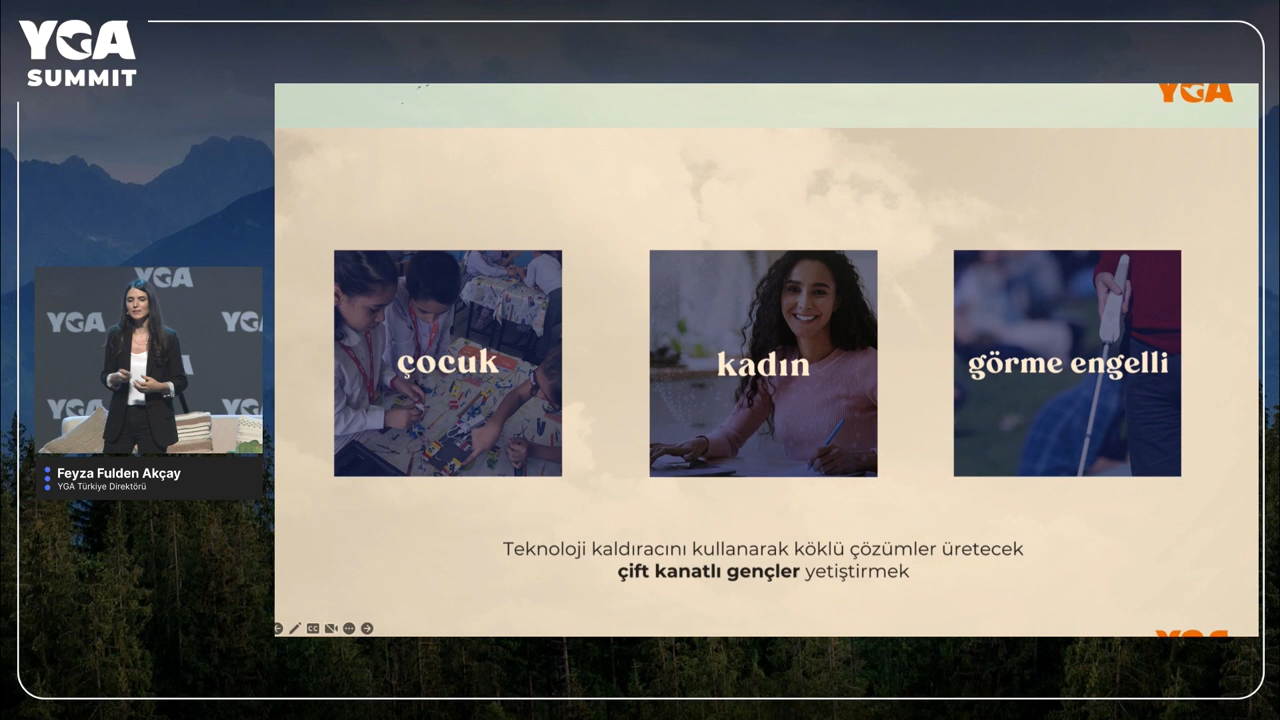 YGA
SUMMIT
YGA
YGA
YGA
YGA
Feyza Fulden Akçay
YGA Türkiye Direktörü
YGA
çocuk
kadın
görme engelli
Teknoloji kaldıracını kullanarak köklü çözümler üretecek
çift kanatlı gençler yetiştirmek
CC